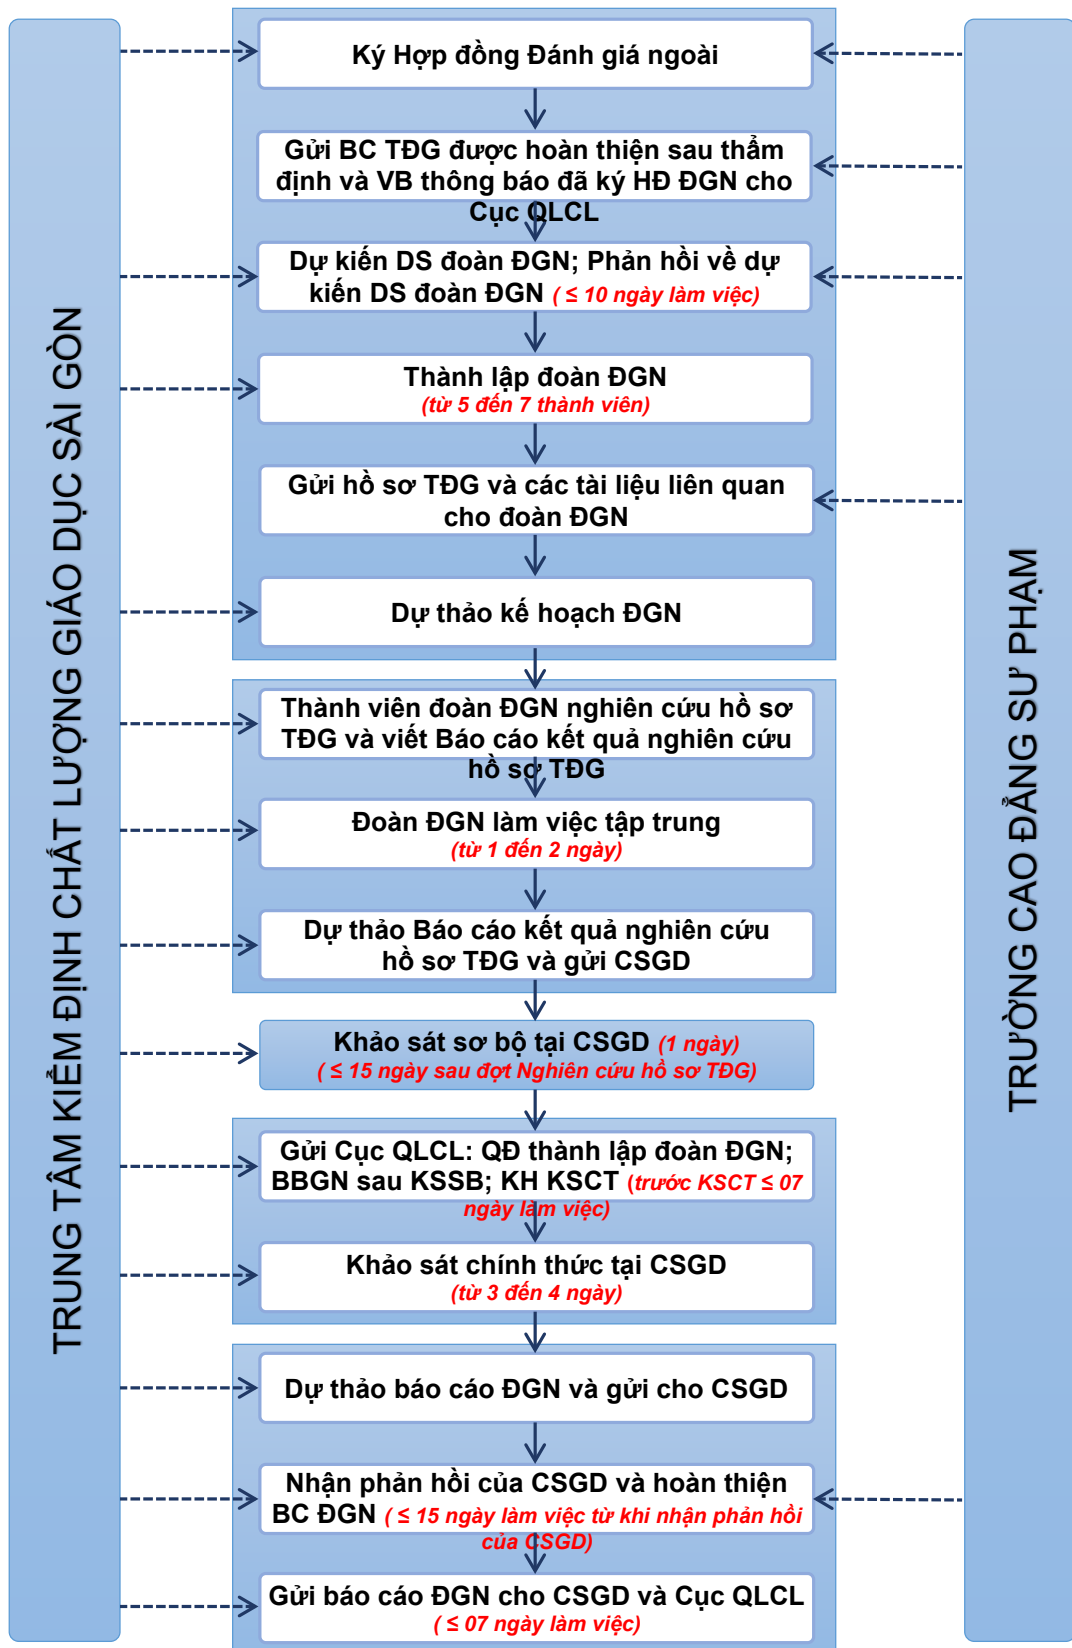 TRUNG TÂM KIỂM ĐỊNH CHẤT LƯỢNG GIÁO DỤC SÀI GÒN
Ký Hợp đồng Đánh giá ngoài
Gửi BC TĐG được hoàn thiện sau thẩm
định và VB thông báo đã ký HĐ ĐGN cho
Cục QLCL
Dự kiến DS đoàn ĐGN; Phản hồi về dự
kiến DS đoàn ĐGN ( ≤ 10 ngày làm việc)
Thành lập đoàn ĐGN
(từ 5 đến 7 thành viên)
Gửi hồ sơ TĐG và các tài liệu liên quan
cho đoàn ĐGN
Dự thảo kế hoạch ĐGN
Thành viên đoàn ĐGN nghiên cứu hồ sơ
TĐG và viết Báo cáo kết quả nghiên cứu
hồ sơ TĐG
Đoàn ĐGN làm việc tập trung
(từ 1 đến 2 ngày)
Dự thảo Báo cáo kết quả nghiên cứu
hồ sơ TĐG và gửi CSGD
Khảo sát sơ bộ tại CSGD (1 ngày)
( ≤ 15 ngày sau đợt Nghiên cứu hồ sơ TĐG)
Gửi Cục QLCL: QĐ thành lập đoàn ĐGN;
BBGN sau KSSB; KH KSCT (trước KSCT ≤ 07
ngày làm việc)
Khảo sát chính thức tại CSGD
(từ 3 đến 4 ngày)
Dự thảo báo cáo ĐGN và gửi cho CSGD
Nhận phản hồi của CSGD và hoàn thiện
BC ĐGN ( ≤ 15 ngày làm việc từ khi nhận phản hồi
của CSGD)
Gửi báo cáo ĐGN cho CSGD và Cục QLCL
( ≤ 07 ngày làm việc)
TRƯỜNG CAO ĐẲNG SƯ PHẠM